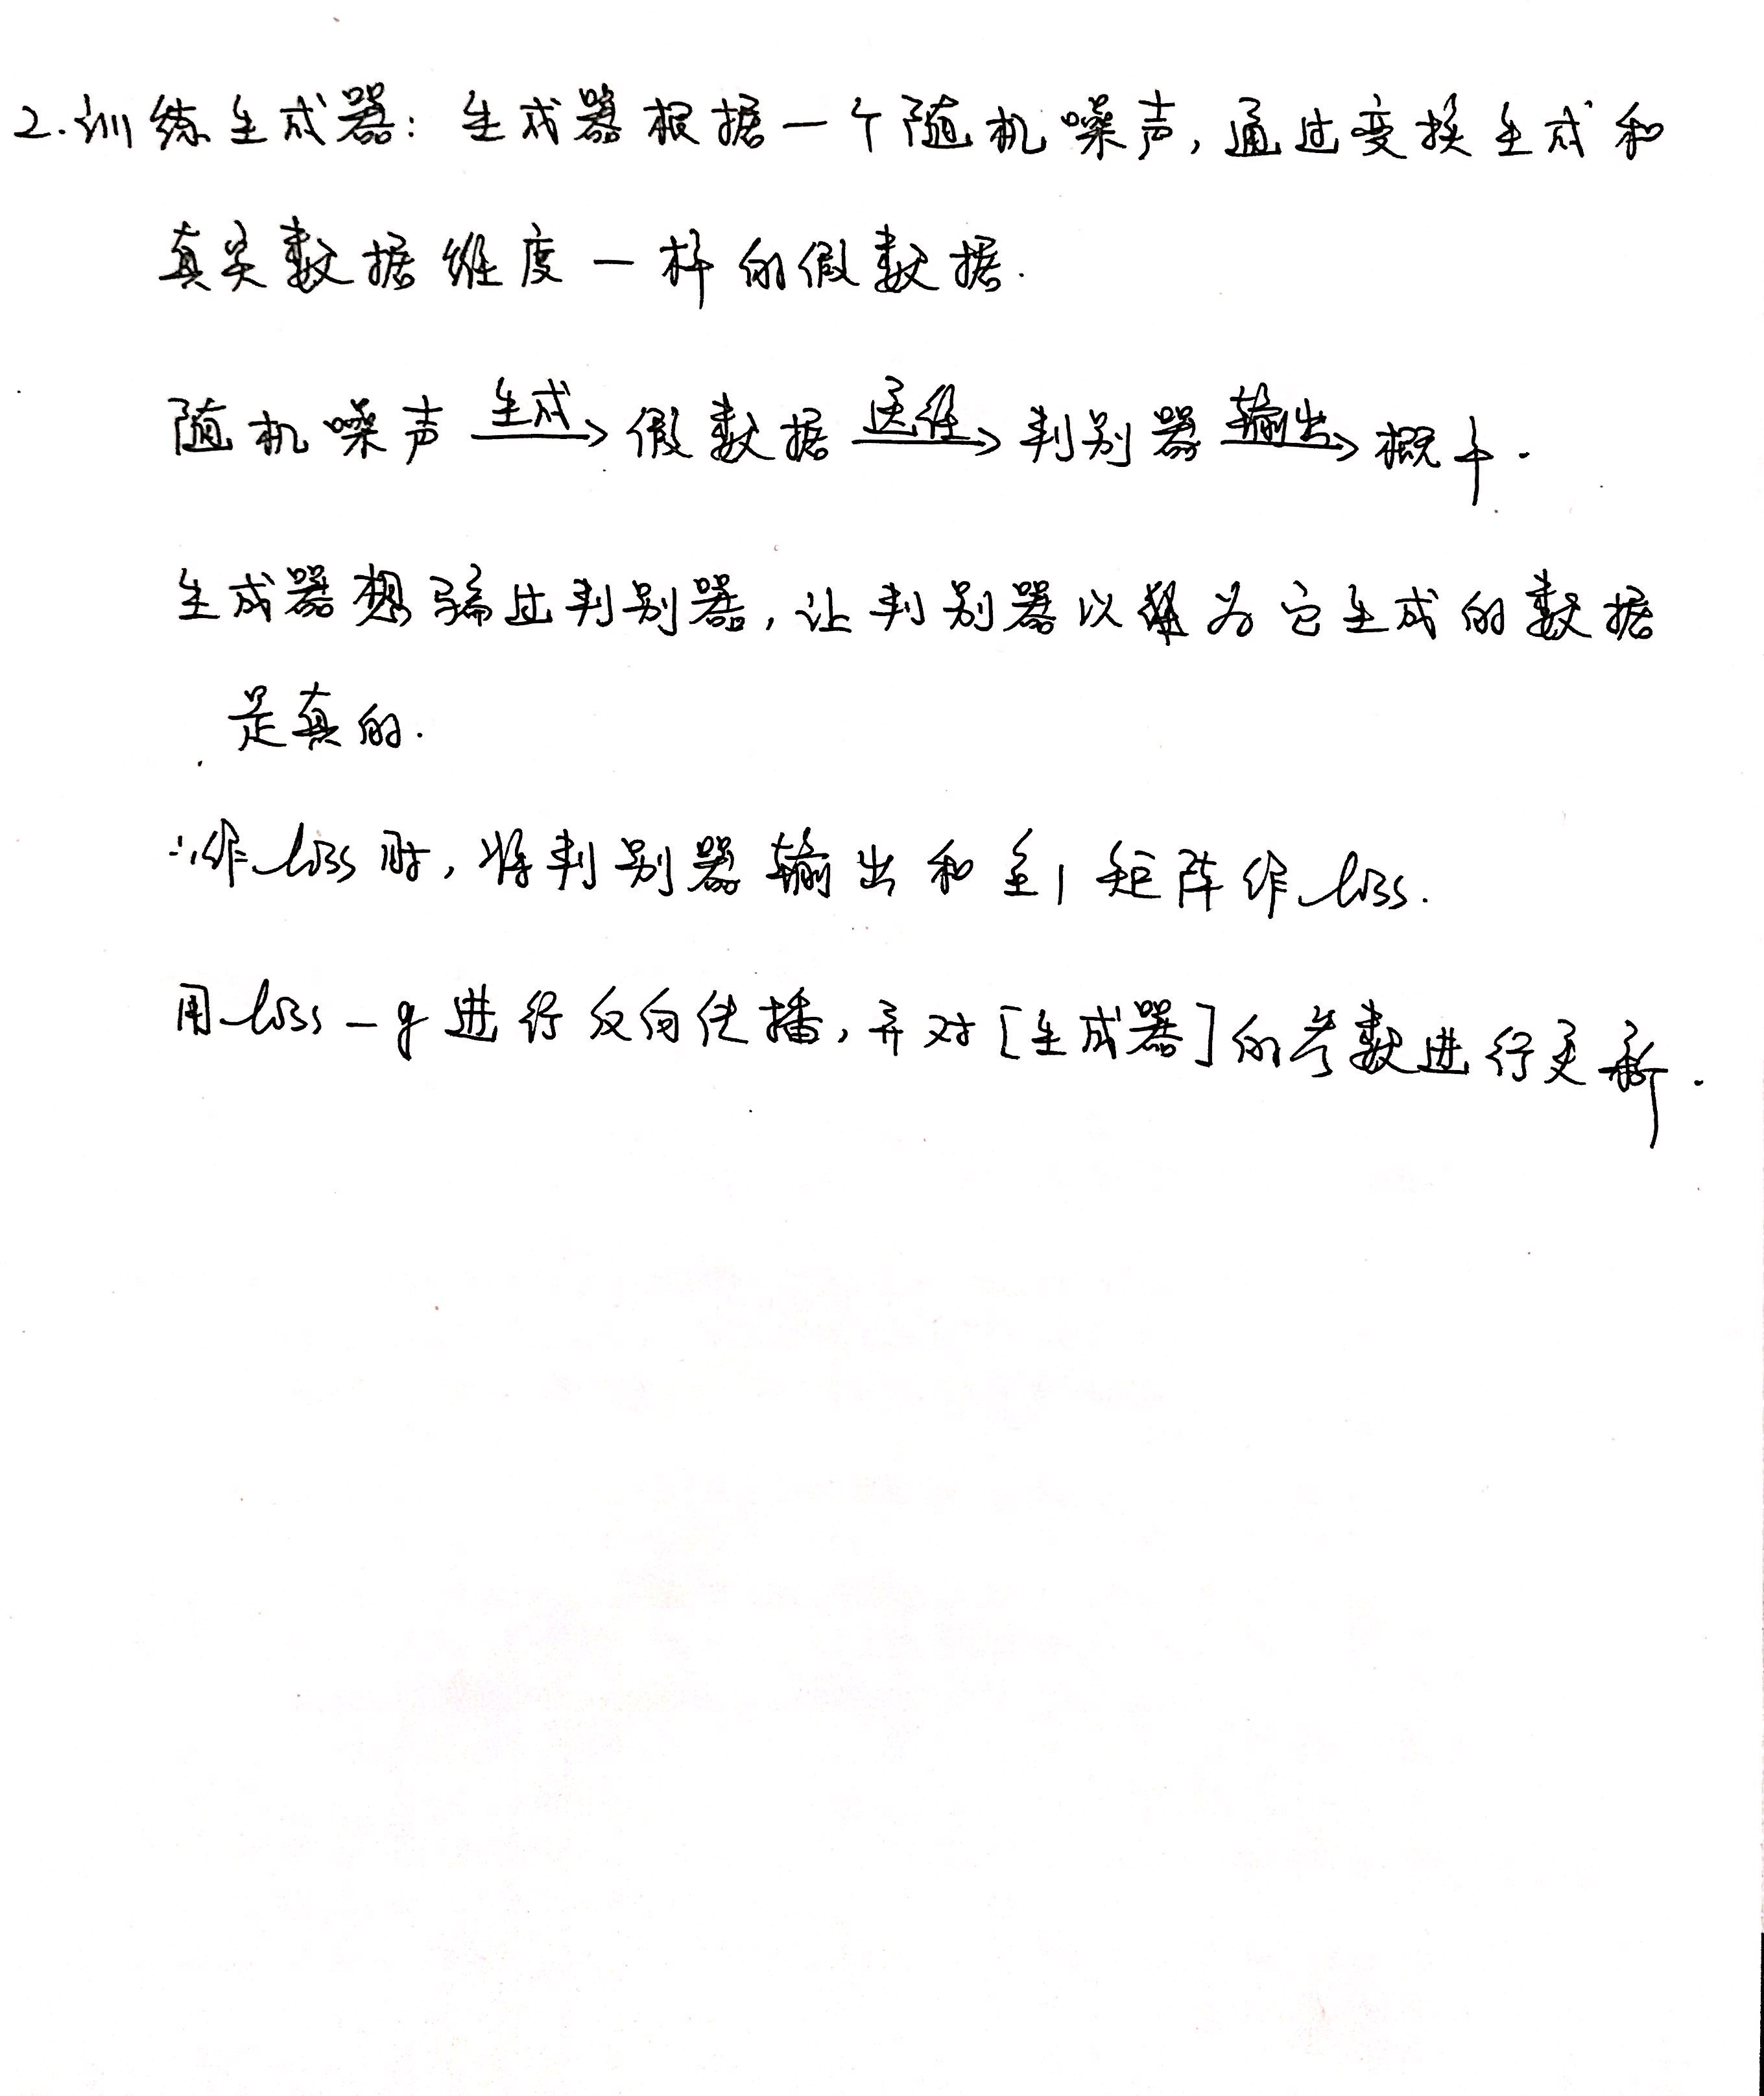 2.训练生成器: 生成器根据一个随机噪声,通过变换生成和
真实数据维度一样的假数据.
随机噪声 生成→ 假数据 送往→ 判别器 输出→ 概率.
生成器想骗过判别器,让判别器以为它生成的数据
是真的.
∴作loss时,将判别器输出和全1矩阵作loss.
用loss-g进行反向传播,并对[生成器]的参数进行更新.